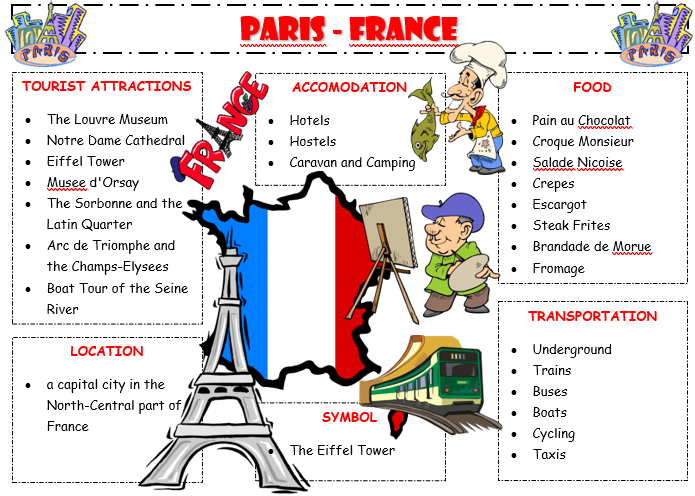 PARIS - FRANCE
PARIS
PARIS
TOURIST ATTRACTIONS
The Louvre Museum
Notre Dame Cathedral
Eiffel Tower
Musee d'Orsay
The Sorbonne and the
Latin Quarter
Arc de Triomphe and
the Champs-Elysees
Boat Tour of the Seine
River
FRANCE
ACCOMODATION
Hotels
Hostels
Caravan and Camping
FOOD
Pain au Chocolat
Croque Monsieur
Salade Nicoise
Crepes
Escargot
Steak Frites
Brandade de Morue
Fromage
LOCATION
a capital city in the
North-Central part of
France
SYMBOL
The Eiffel Tower
TRANSPORTATION
Underground
Trains
Buses
Boats
Cycling
Taxis